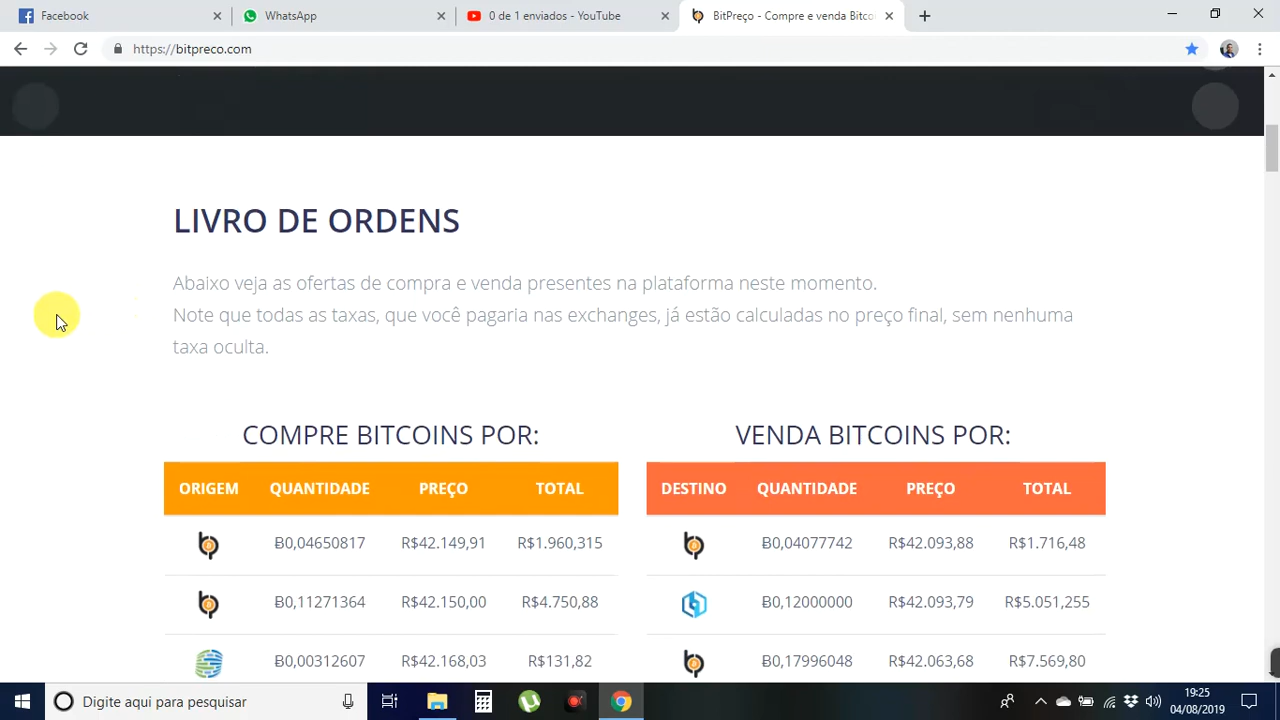 Facebook
WhatsApp
0 de 1 enviados - YouTube
BitPreço - Compre e venda Bitco
https://bitpreco.com
LIVRO DE ORDENS
Abaixo veja as ofertas de compra e venda presentes na plataforma neste momento.
Note que todas as taxas, que você pagaria nas exchanges, já estão calculadas no preço final, sem nenhuma
taxa oculta.
COMPRE BITCOINS POR:
ORIGEM QUANTIDADE PREÇO TOTAL
Ƀ0,04650817 R$42.149,91 R$1.960,315
Ƀ0,11271364 R$42.150,00 R$4.750,88
Ƀ0,00312607 R$42.168,03 R$131,82
VENDA BITCOINS POR:
DESTINO QUANTIDADE PREÇO TOTAL
Ƀ0,04077742 R$42.093,88 R$1.716,48
Ƀ0,12000000 R$42.093,79 R$5.051,255
Ƀ0,17996048 R$42.063,68 R$7.569,80
Digite aqui para pesquisar
19:25
04/08/2019